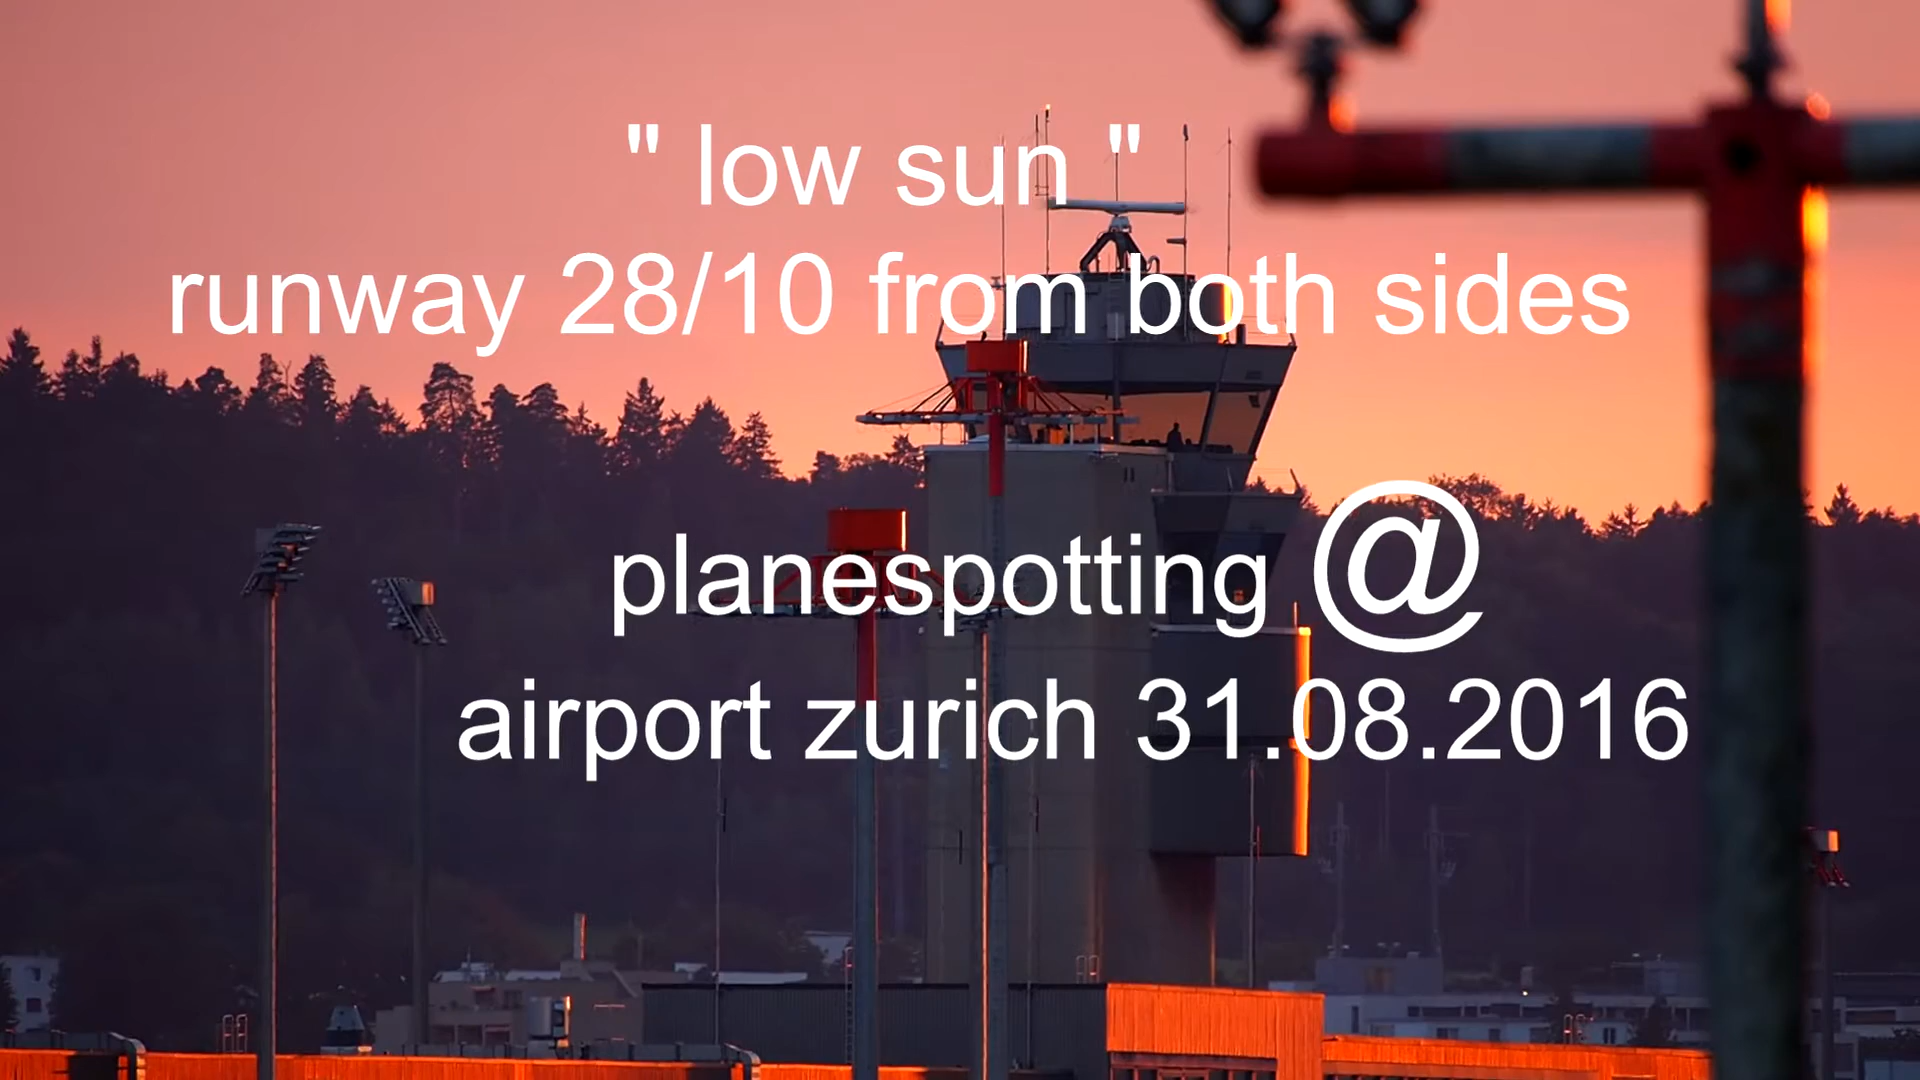 " low sun "
runway 28/10 from both sides
planespotting @
airport zurich 31.08.2016